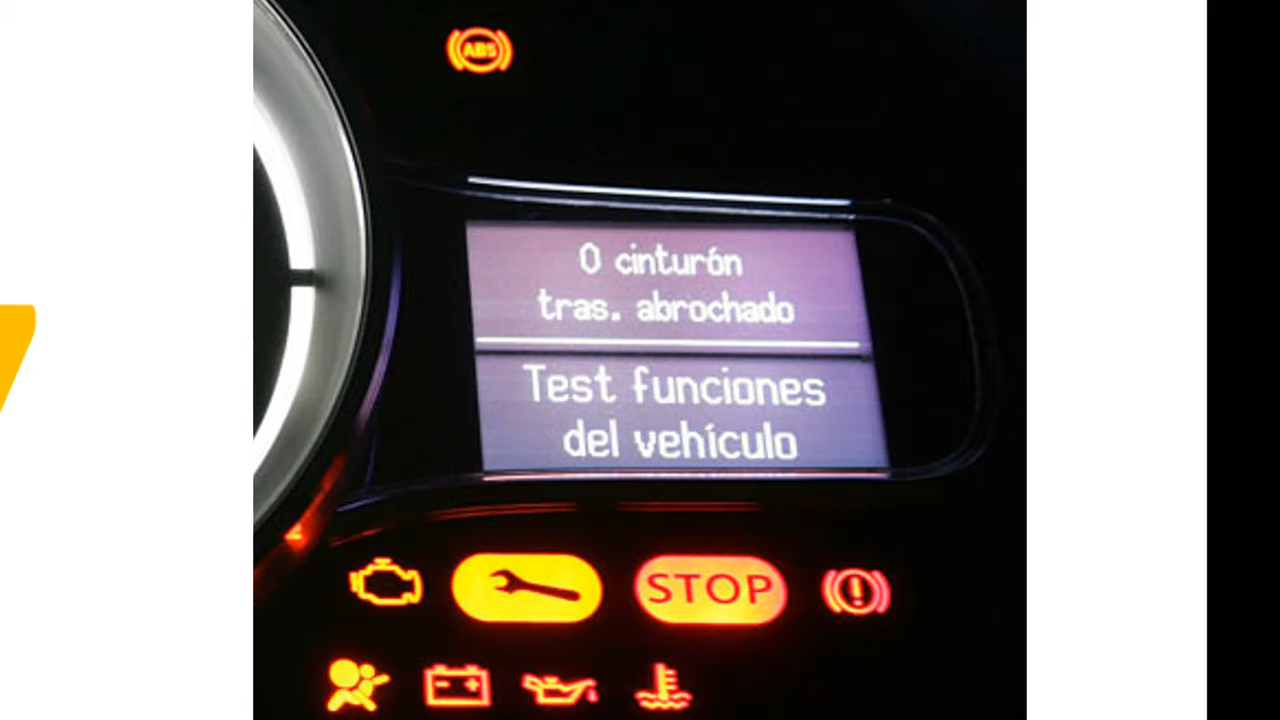 ABS
0 cinturón
tras. abrochado
Test funciones
del vehículo
STOP